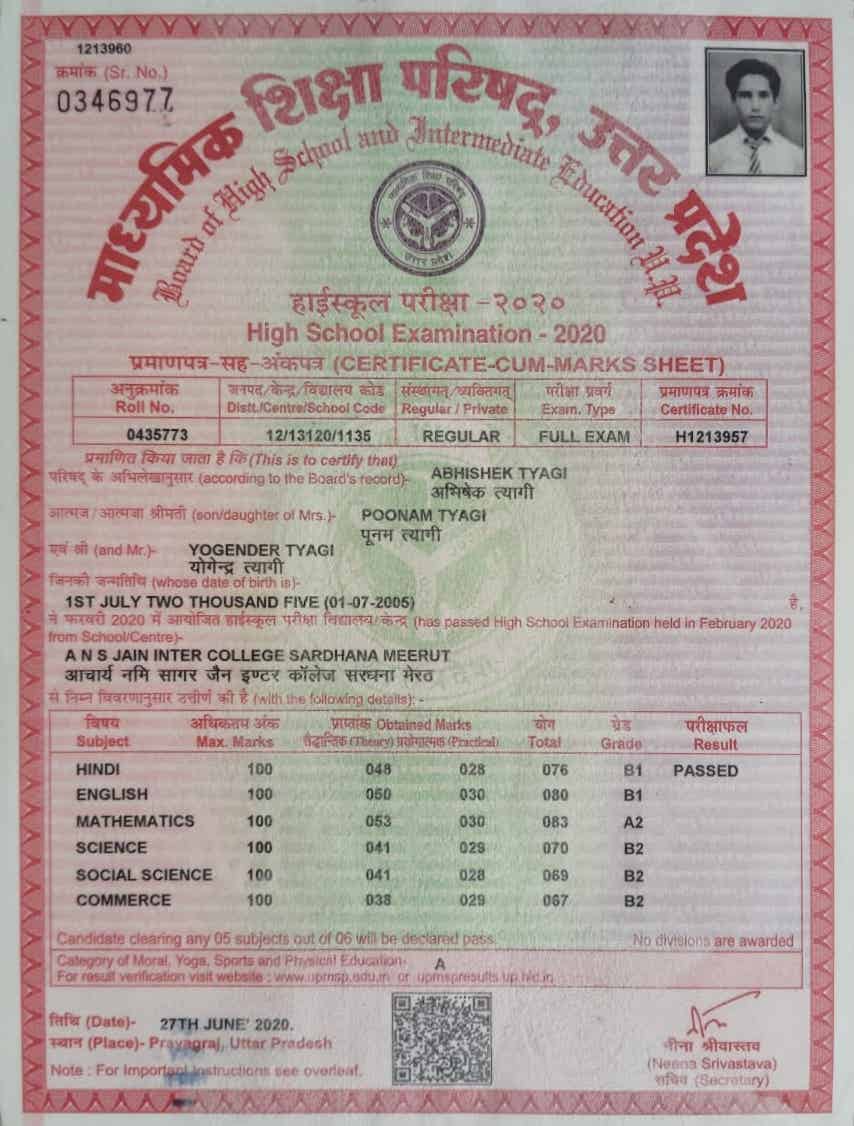 1213960
क्रमांक (Sr. No.)
0346977
माध्यमिक शिक्षा परिषद्, उत्तर प्रदेश
Board of High School and Intermediate Education U.P.
माध्यमिक शिक्षा परिषद
उत्तर प्रदेश
हाईस्कूल परीक्षा -२०२०
High School Examination - 2020
प्रमाणपत्र-सह-अंकपत्र (CERTIFICATE-CUM-MARKS SHEET)
अनुक्रमांक जनपद/केन्द्र/विद्यालय कोड संस्थागत/व्यक्तिगत् परीक्षा प्रवर्ग प्रमाणपत्र क्रमांक
Roll No. Distt./Centre/School Code Regular / Private Exam. Type Certificate No.
0435773 12/13120/1135 REGULAR FULL EXAM H1213957
प्रमाणित किया जाता है कि (This is to certify that)
परिषद् के अभिलेखानुसार (according to the Board's record)- ABHISHEK TYAGI
अभिषेक त्यागी
आत्मज/आत्मजा श्रीमती (son/daughter of Mrs.)- POONAM TYAGI
पूनम त्यागी
एवं श्री (and Mr.)- YOGENDER TYAGI
योगेन्द्र त्यागी
जिनकी जन्मतिथि (whose date of birth is)-
1ST JULY TWO THOUSAND FIVE (01-07-2005) है,
ने फरवरी 2020 में आयोजित हाईस्कूल परीक्षा विद्यालय/केन्द्र (has passed High School Examination held in February 2020
from School/Centre)-
A N S JAIN INTER COLLEGE SARDHANA MEERUT
आचार्य नमि सागर जैन इण्टर कॉलेज सरधना मेरठ
से निम्न विवरणानुसार उत्तीर्ण की है (with the following details): -
विषय अधिकतम अंक प्राप्तांक Obtained Marks योग ग्रेड परीक्षाफल
Subject Max. Marks सैद्धान्तिक (Theory) प्रयोगात्मक (Practical) Total Grade Result
HINDI 100 048 028 076 B1 PASSED
ENGLISH 100 050 030 080 B1
MATHEMATICS 100 053 030 083 A2
SCIENCE 100 041 029 070 B2
SOCIAL SCIENCE 100 041 028 069 B2
COMMERCE 100 038 029 067 B2
Candidate clearing any 05 subjects out of 06 will be declared pass. No divisions are awarded
Category of Moral, Yoga, Sports and Physical Education- A
For result verification visit website : www.upmsp.edu.in or upmspresults.up.nic.in
तिथि (Date)- 27TH JUNE' 2020.
स्थान (Place)- Prayagraj, Uttar Pradesh
Note : For Important Instructions see overleaf.
नीना श्रीवास्तव
(Neena Srivastava)
सचिव (Secretary)